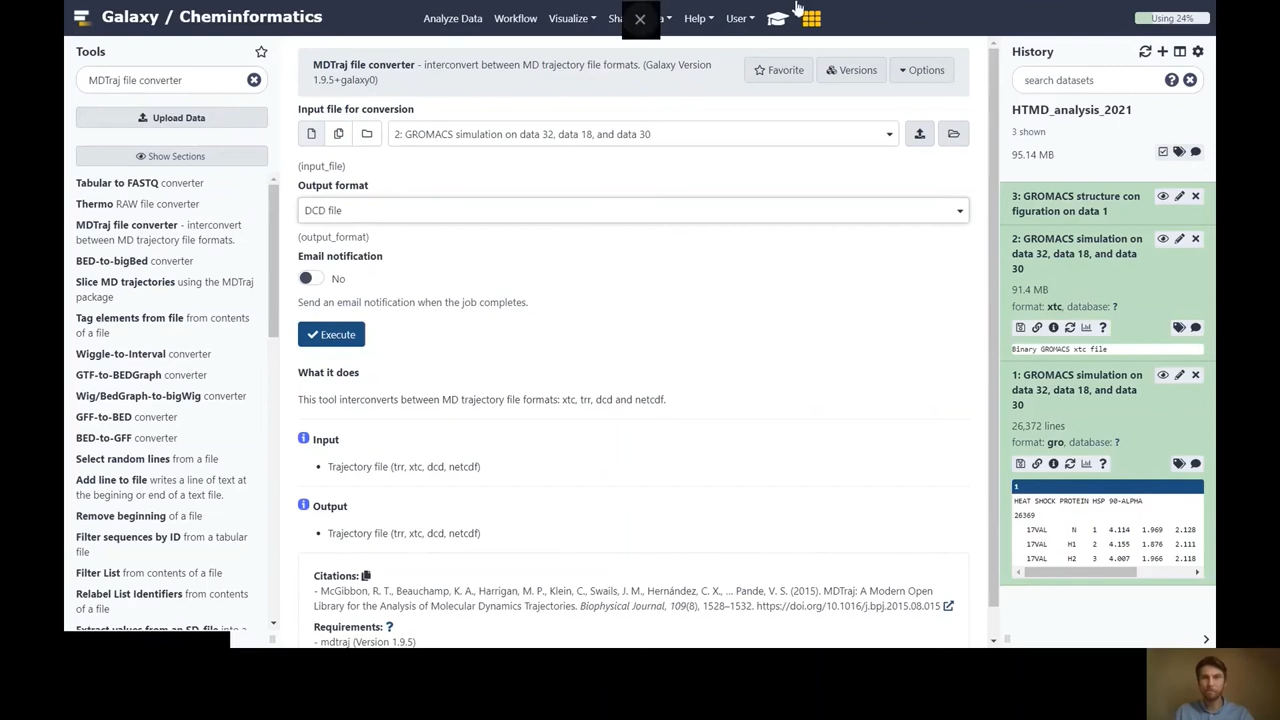 Galaxy / Cheminformatics
Analyze Data
Workflow
Visualize
Sha
Help
User
Using 24%
Tools
MDTraj file converter
Upload Data
Show Sections
Tabular to FASTQ converter
Thermo RAW file converter
MDTraj file converter - interconvert
between MD trajectory file formats.
BED-to-bigBed converter
Slice MD trajectories using the MDTraj
package
Tag elements from file from contents
of a file
Wiggle-to-Interval converter
GTF-to-BEDGraph converter
Wig/BedGraph-to-bigWig converter
GFF-to-BED converter
BED-to-GFF converter
Select random lines from a file
Add line to file writes a line of text
at the begining or end of a text file.
Remove beginning of a file
Filter sequences by ID from a tabular
file
Filter List from contents of a file
Relabel List Identifiers from contents
of a file
Extract values from an SD-file into a
MDTraj file converter - interconvert between MD trajectory file formats. (Galaxy Version
1.9.5+galaxy0)
Favorite
Versions
Options
Input file for conversion
2: GROMACS simulation on data 32, data 18, and data 30
(input_file)
Output format
DCD file
(output_format)
Email notification
No
Send an email notification when the job completes.
Execute
What it does
This tool interconverts between MD trajectory file formats: xtc, trr, dcd and netcdf.
Input
• Trajectory file (trr, xtc, dcd, netcdf)
Output
• Trajectory file (trr, xtc, dcd, netcdf)
Citations:
- McGibbon, R. T., Beauchamp, K. A., Harrigan, M. P., Klein, C., Swails, J. M., Hernández, C. X., … Pande, V. S. (2015). MDTraj: A Modern Open
Library for the Analysis of Molecular Dynamics Trajectories. Biophysical Journal, 109(8), 1528–1532. https://doi.org/10.1016/j.bpj.2015.08.015
Requirements: ?
- mdtraj (Version 1.9.5)
History
search datasets
HTMD_analysis_2021
3 shown
95.14 MB
3: GROMACS structure con
figuration on data 1
2: GROMACS simulation on
data 32, data 18, and data
30
91.4 MB
format: xtc, database: ?
Binary GROMACS xtc file
1: GROMACS simulation on
data 32, data 18, and data
30
26,372 lines
format: gro, database: ?
1
HEAT SHOCK PROTEIN HSP 90-ALPHA
26369
17VAL N 1 4.114 1.969 2.128
17VAL H1 2 4.155 1.876 2.111
17VAL H2 3 4.007 1.966 2.118